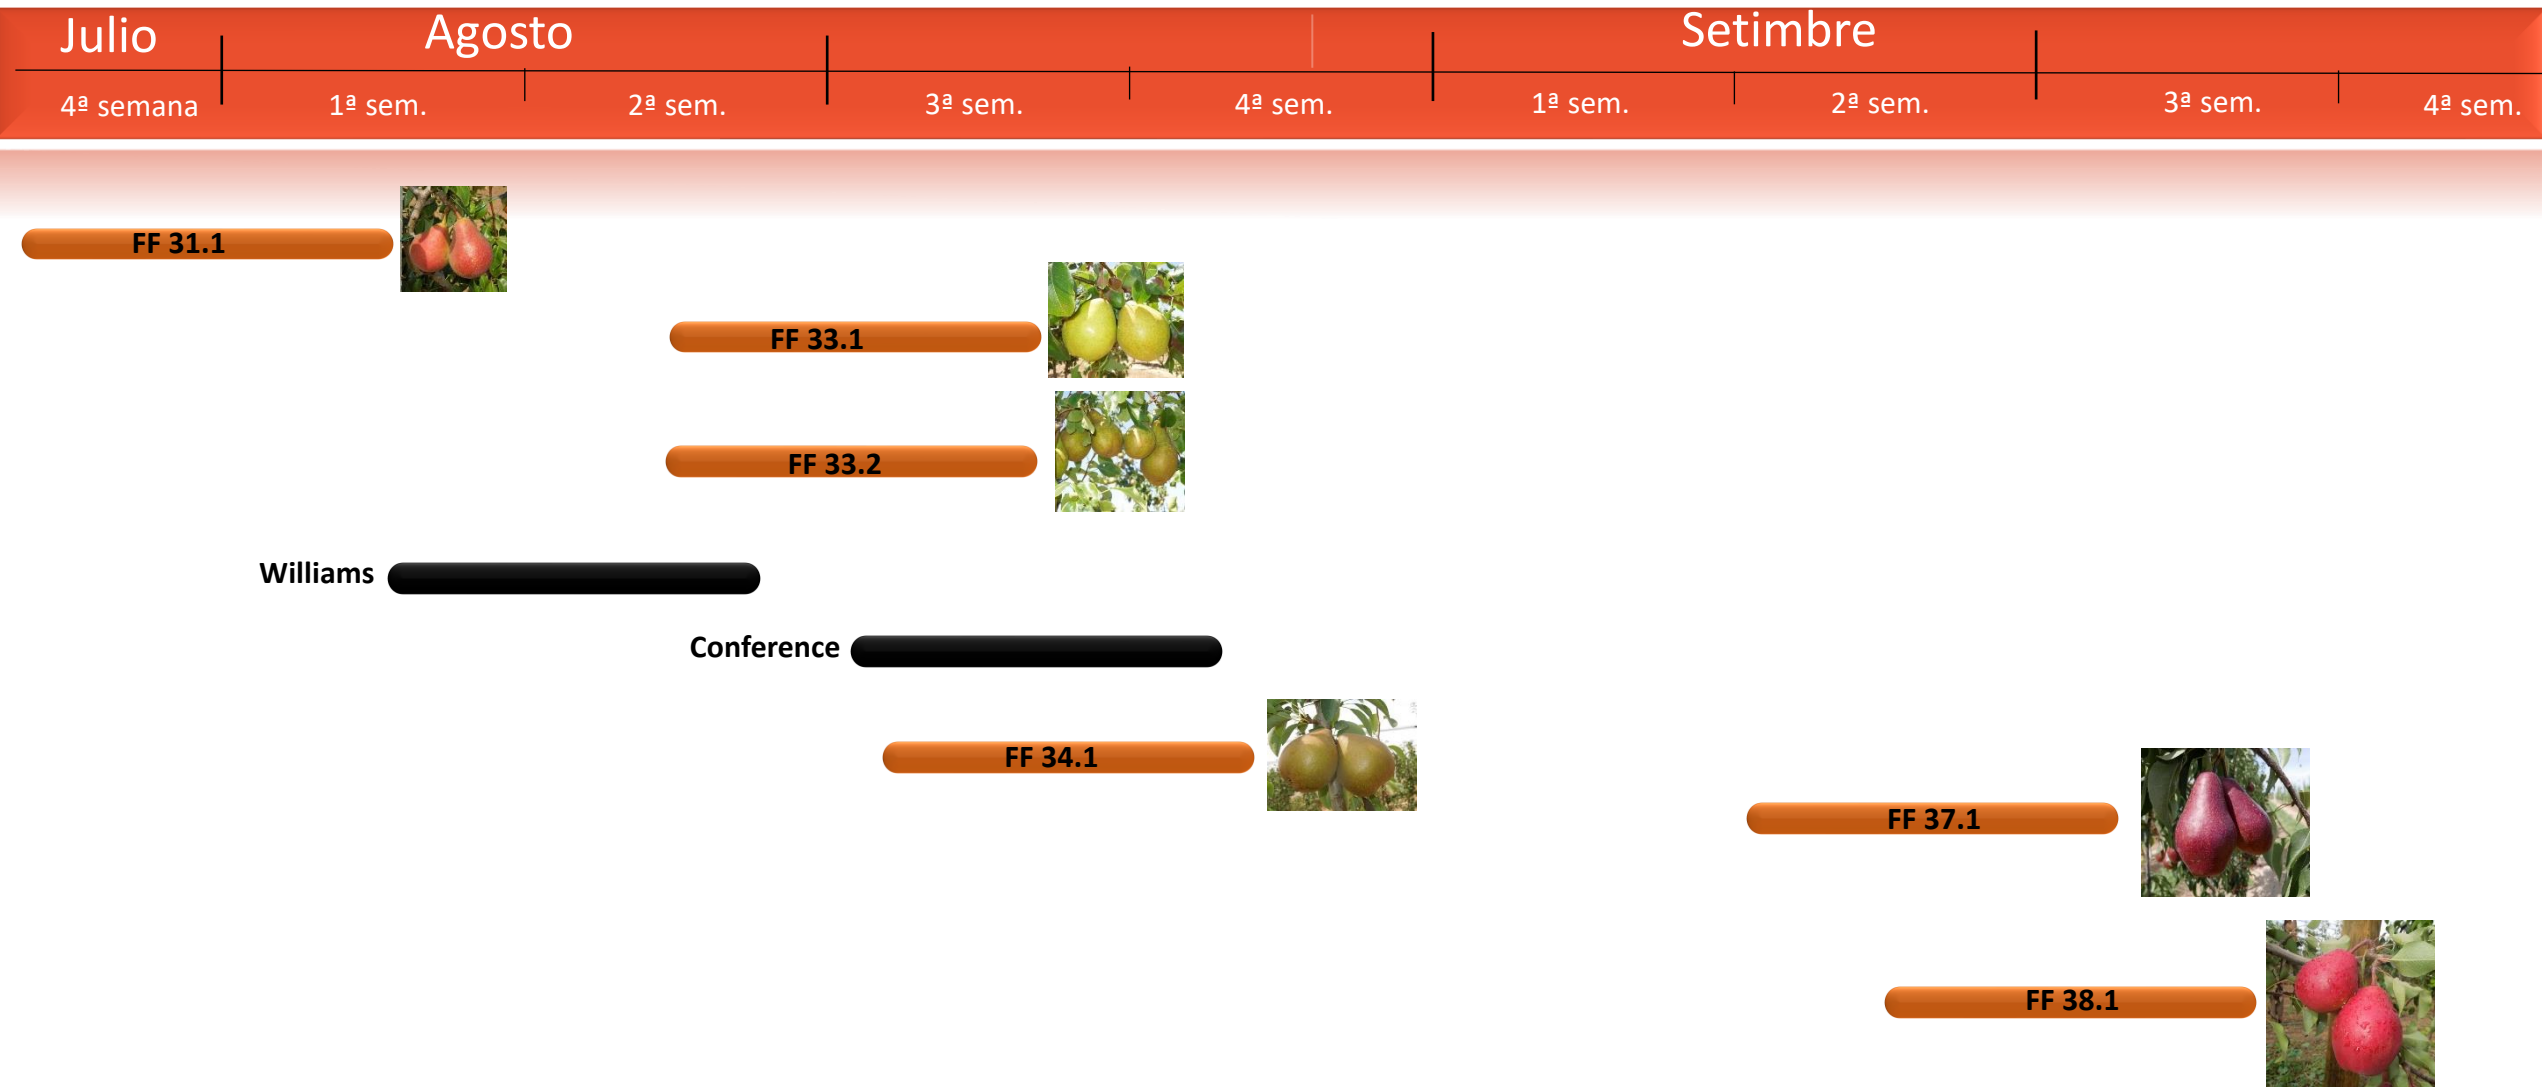 Julio Agosto Setimbre
4ª semana 1ª sem. 2ª sem. 3ª sem. 4ª sem. 1ª sem. 2ª sem. 3ª sem. 4ª sem.
FF 31.1
FF 33.1
FF 33.2
Williams
Conference
FF 34.1
FF 37.1
FF 38.1